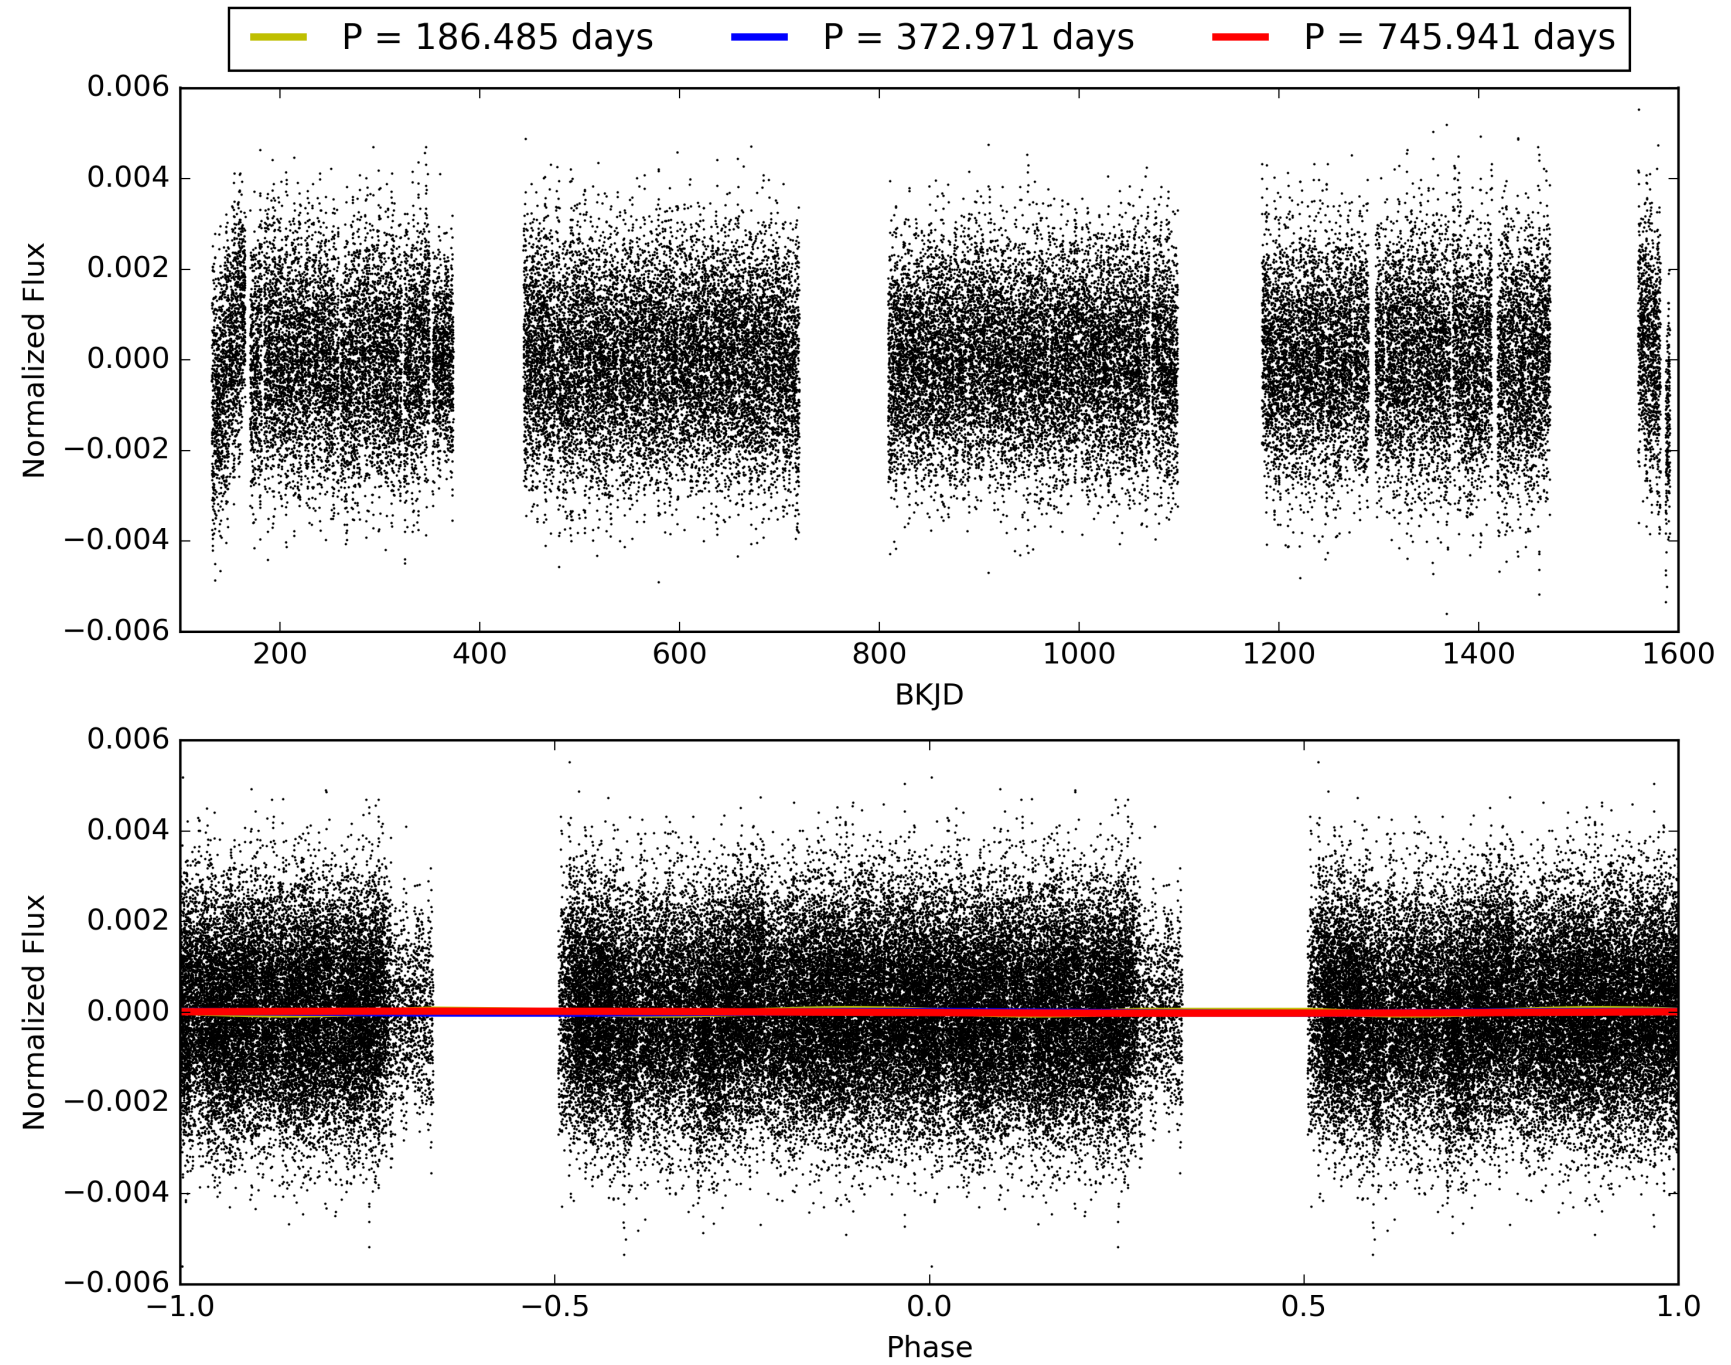 P = 186.485 days P = 372.971 days P = 745.941 days
0.006
0.004
0.002
0.000
−0.002
−0.004
−0.006
Normalized Flux
200 400 600 800 1000 1200 1400 1600
BKJD
0.006
0.004
0.002
0.000
−0.002
−0.004
−0.006
Normalized Flux
−1.0 −0.5 0.0 0.5 1.0
Phase